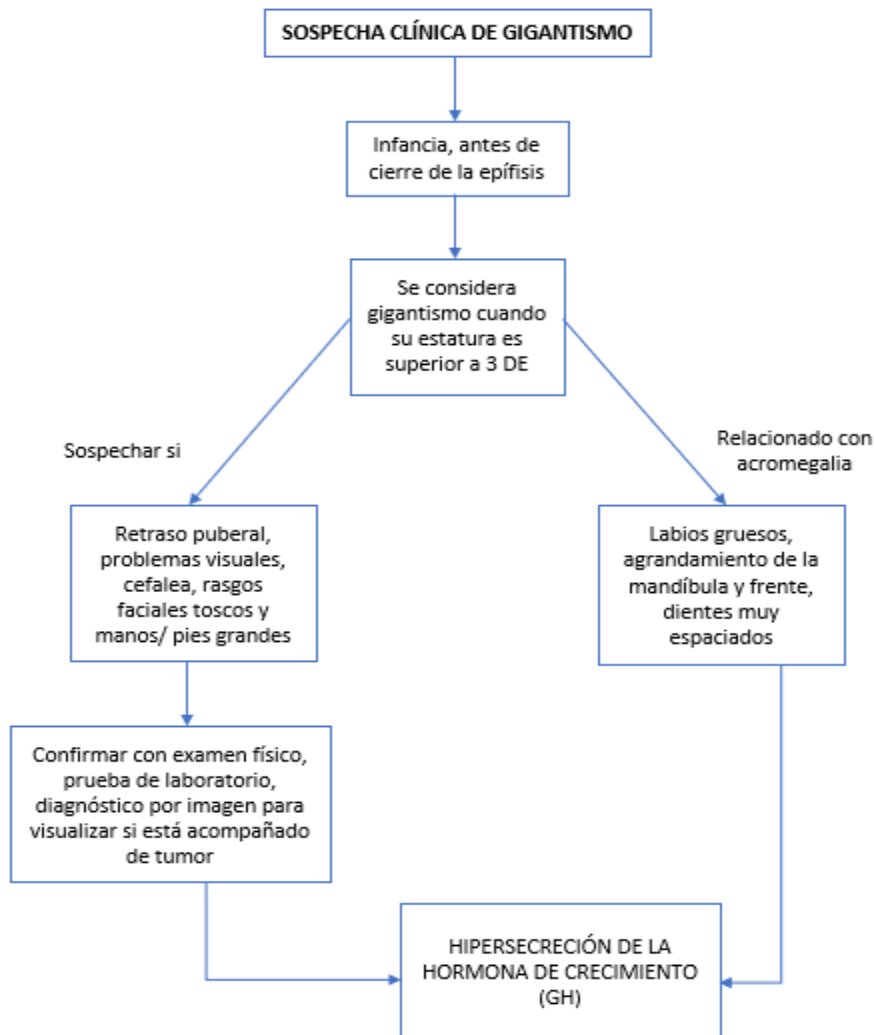 SOSPECHA CLÍNICA DE GIGANTISMO
Infancia, antes de
cierre de la epífisis
Se considera
gigantismo cuando
su estatura es
superior a 3 DE
Sospechar si
Relacionado con
acromegalia
Retraso puberal,
problemas visuales,
cefalea, rasgos
faciales toscos y
manos/ pies grandes
Labios gruesos,
agrandamiento de la
mandíbula y frente,
dientes muy
espaciados
Confirmar con examen físico,
prueba de laboratorio,
diagnóstico por imagen para
visualizar si está acompañado
de tumor
HIPERSECRECIÓN DE LA
HORMONA DE CRECIMIENTO
(GH)